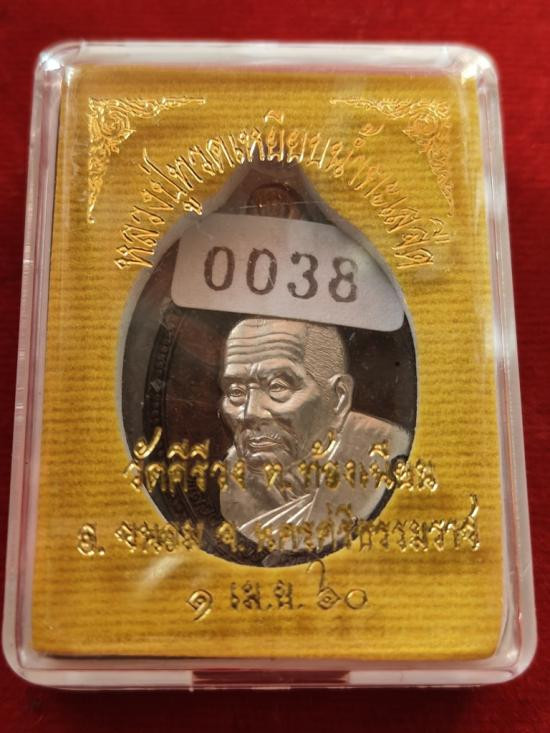 หลวงปู่ทวดเหยียบน้ำทะเลจืด
0038
วัดคีรีวง ต.ท้องเนียน
อ. ขนอม จ. นครศรีธรรมราช
๑ เม.ย. ๖๐